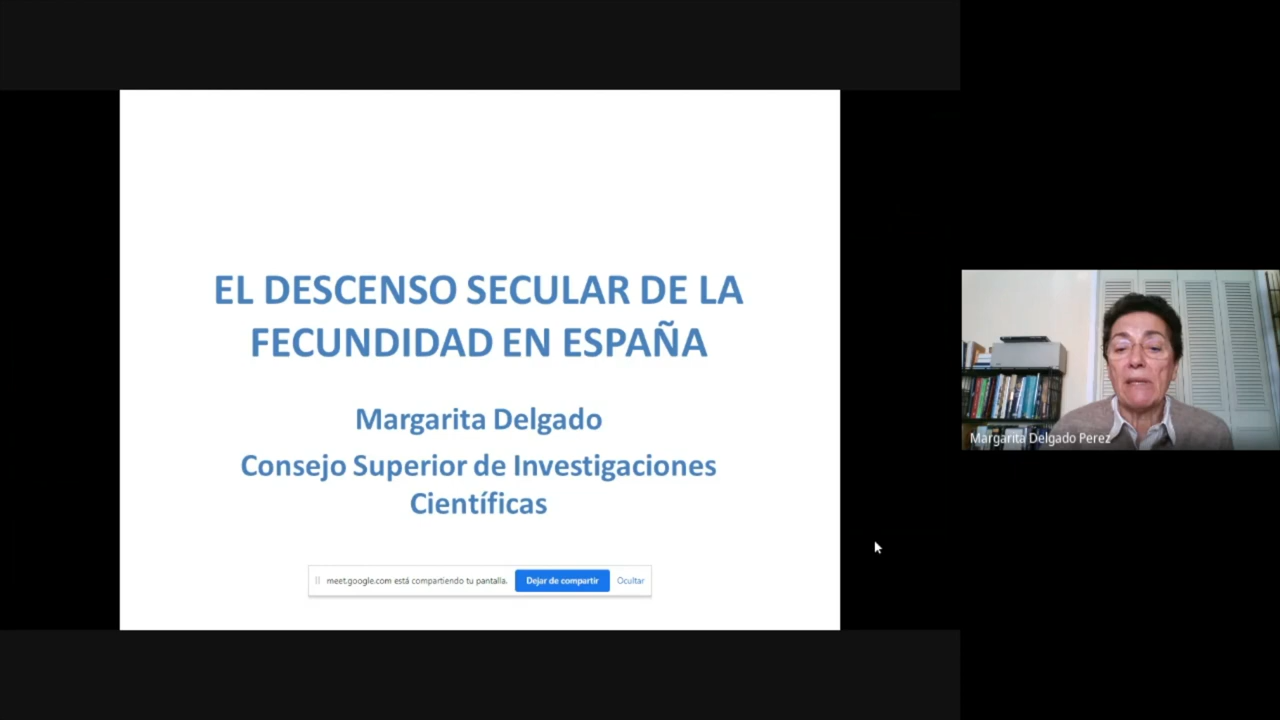 EL DESCENSO SECULAR DE LA
FECUNDIDAD EN ESPAÑA
Margarita Delgado
Consejo Superior de Investigaciones
Científicas
meet.google.com está compartiendo tu pantalla. Dejar de compartir Ocultar
Margarita Delgado Perez